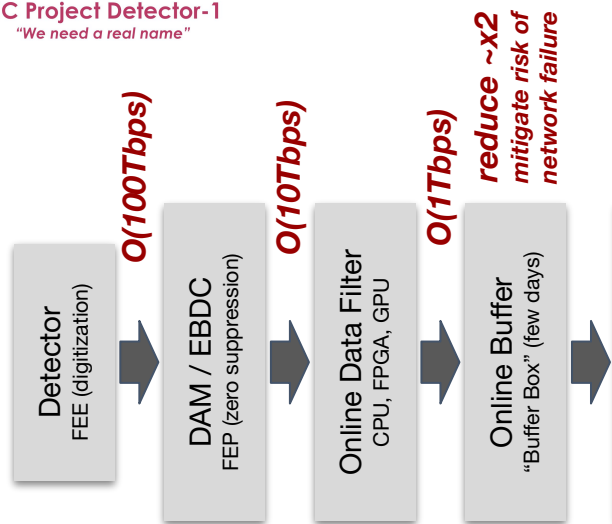 C Project Detector-1
"We need a real name"
O(100Tbps)
O(10Tbps)
O(1Tbps)
reduce ~x2
mitigate risk of
network failure
Detector
FEE (digitization)
DAM / EBDC
FEP (zero suppression)
Online Data Filter
CPU, FPGA, GPU
Online Buffer
"Buffer Box" (few days)